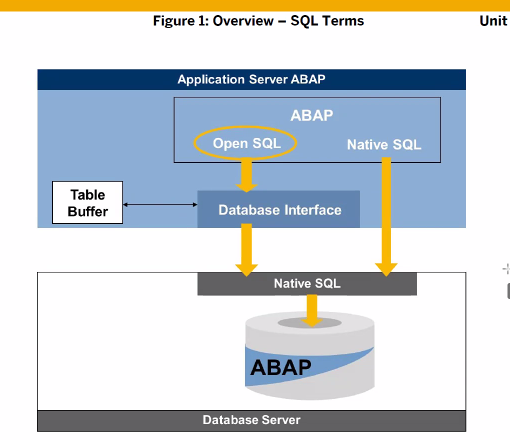 Figure 1: Overview – SQL Terms
Unit
Application Server ABAP
ABAP
Open SQL
Native SQL
Table
Buffer
Database Interface
Native SQL
ABAP
Database Server